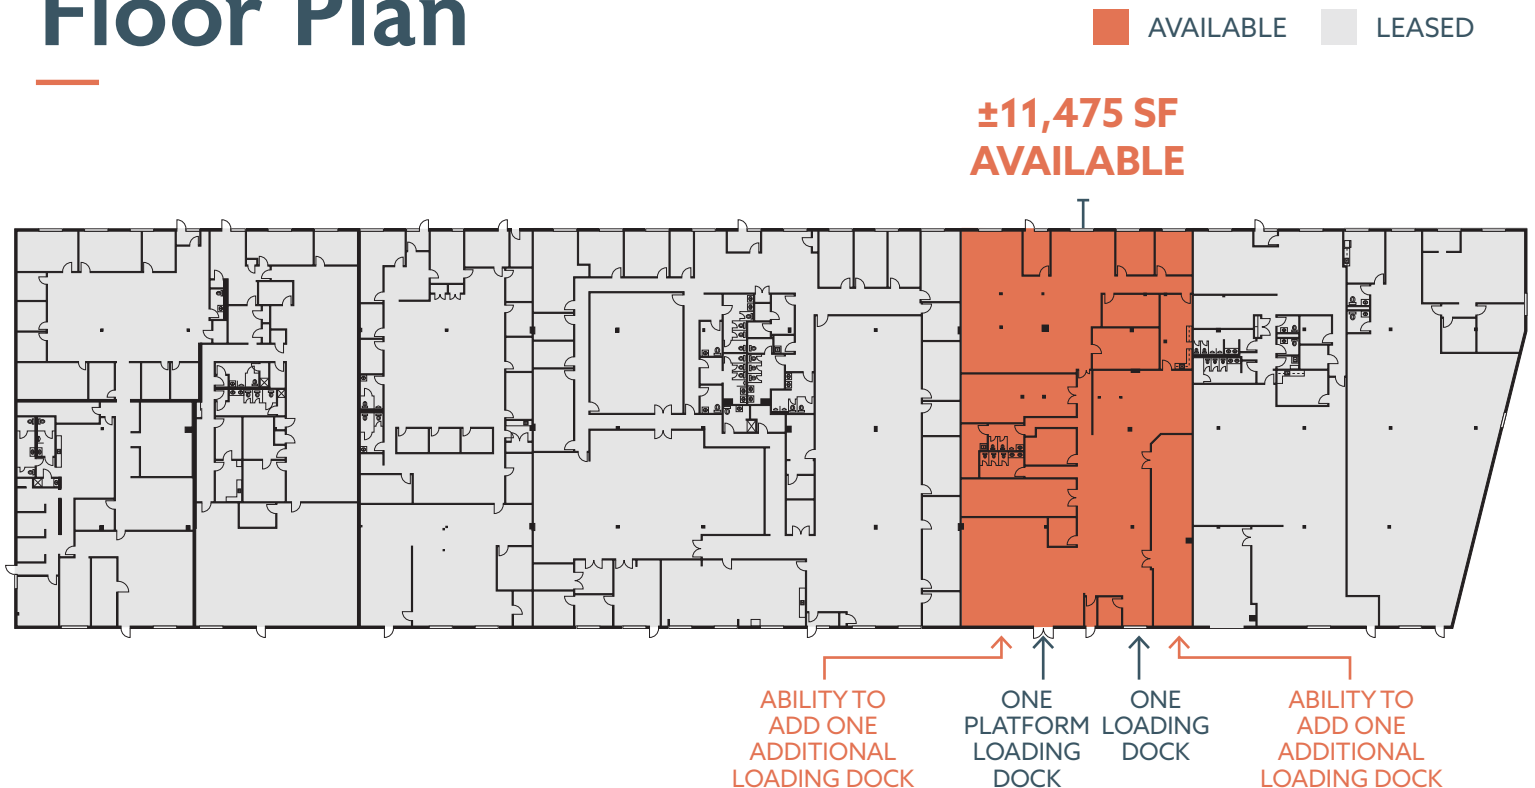 Floor Plan
AVAILABLE
LEASED
±11,475 SF
AVAILABLE
ABILITY TO
ADD ONE
ADDITIONAL
LOADING DOCK
ONE
PLATFORM
LOADING
DOCK
ONE
LOADING
DOCK
ABILITY TO
ADD ONE
ADDITIONAL
LOADING DOCK